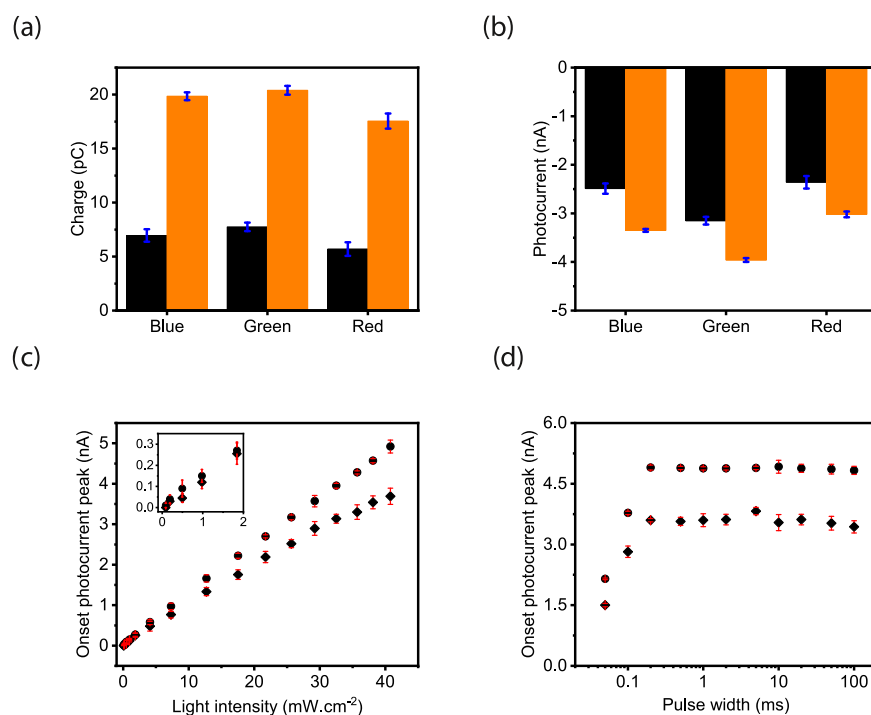 (a)
Charge (pC)
20
15
10
5
0
Blue Green Red
(b)
Photocurrent (nA)
0
-1
-2
-3
-4
-5
Blue Green Red
(c)
Onset photocurrent peak (nA)
5
4
3
2
1
0
0.3
0.2
0.1
0.0
0 1 2
0 10 20 30 40
Light intensity (mW.cm⁻²)
(d)
Onset photocurrent peak (nA)
6.0
4.5
3.0
1.5
0.0
0.1 1 10 100
Pulse width (ms)